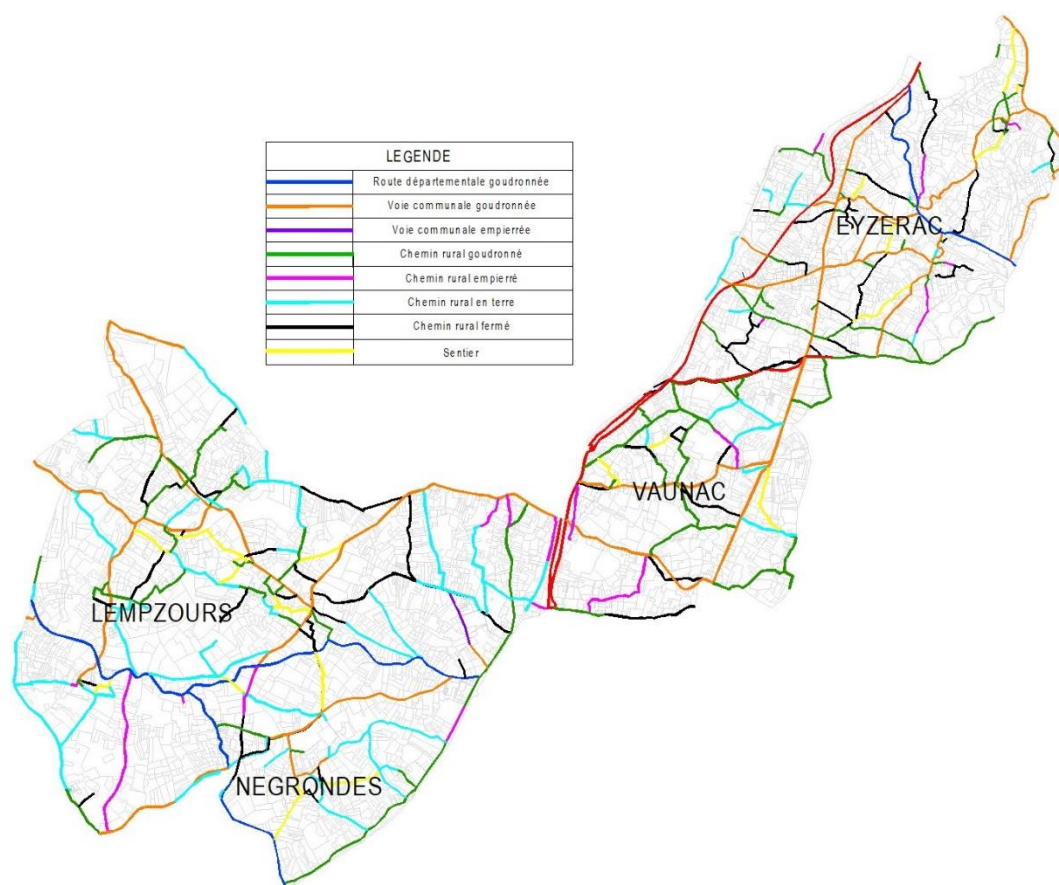 LEGENDE
Route départementale goudronnée
Voie communale goudronnée
Voie communale empierrée
Chemin rural goudronné
Chemin rural empierré
Chemin rural en terre
Chemin rural fermé
Sentier
EYZERAC
VAUNAC
LEMPZOURS
NEGRONDES